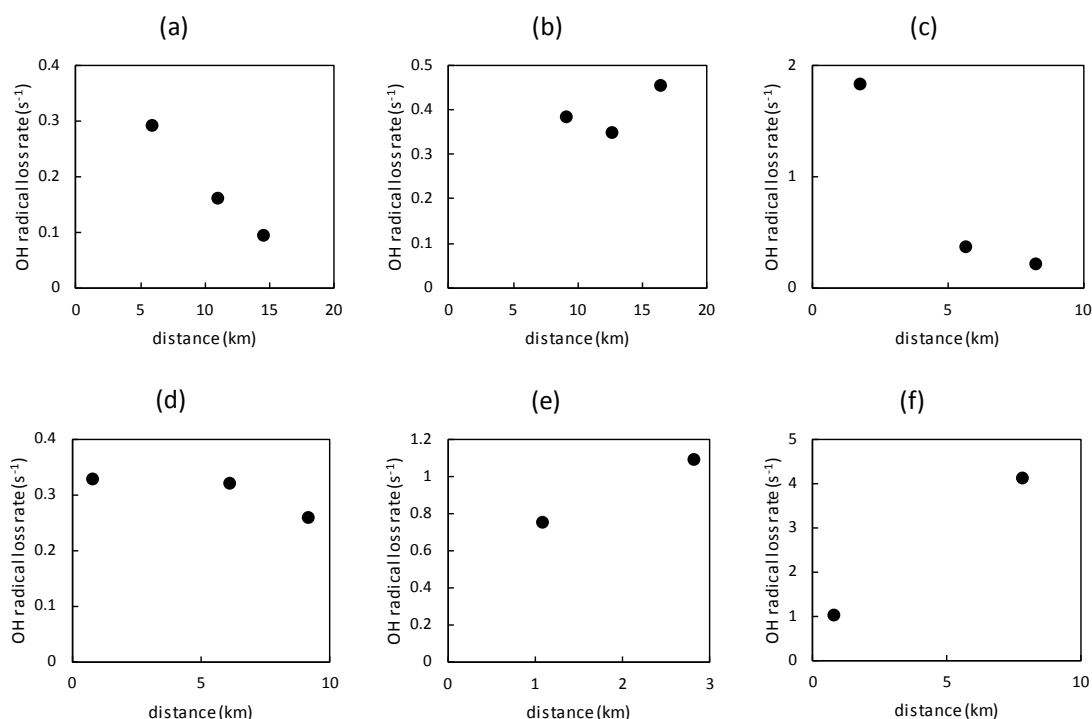 (a)
OH radical loss rate (s⁻¹)
0.4
0.3
0.2
0.1
0
0 5 10 15 20
distance (km)
(b)
OH radical loss rate (s⁻¹)
0.5
0.4
0.3
0.2
0.1
0
0 5 10 15 20
distance (km)
(c)
OH radical loss rate (s⁻¹)
2
1
0
0 5 10
distance (km)
(d)
OH radical loss rate (s⁻¹)
0.4
0.3
0.2
0.1
0
0 5 10
distance (km)
(e)
OH radical loss rate (s⁻¹)
1.2
1
0.8
0.6
0.4
0.2
0
0 1 2 3
distance (km)
(f)
OH radical loss rate (s⁻¹)
5
4
3
2
1
0
0 5 10
distance (km)